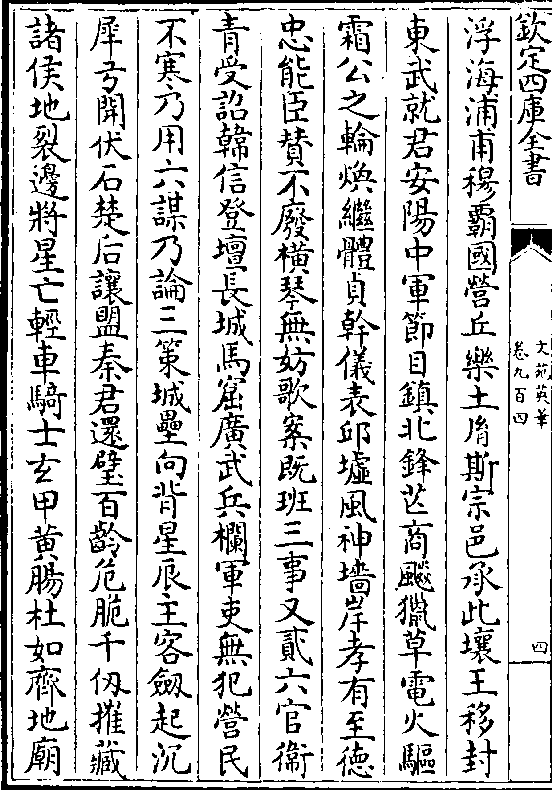 欽定四庫全書
文苑英華
卷九百四
四
浮海浦甫穆霸國營丘樂土胥斯宗邑承此壤王移封
東武就君安陽中軍節目鎮北鋒芒商飈獵草電火驅
霜公之輪煥繼體貞幹儀表邱墟風神墻岸孝有至德
忠能臣賛不廢横琴無妨歌案既班三事又貳六官衛
青受詔韓信登壇長城馬窟廣武兵欄軍吏無犯營民
不寒乃用六謀乃論三策城壘向背星辰主客劒起沉
犀弓開伏石楚后讓盟秦君還璧百齡危脆千仭摧藏
諸侯地裂邊將星亡輕車騎士玄甲黄腸杜如齊地廟